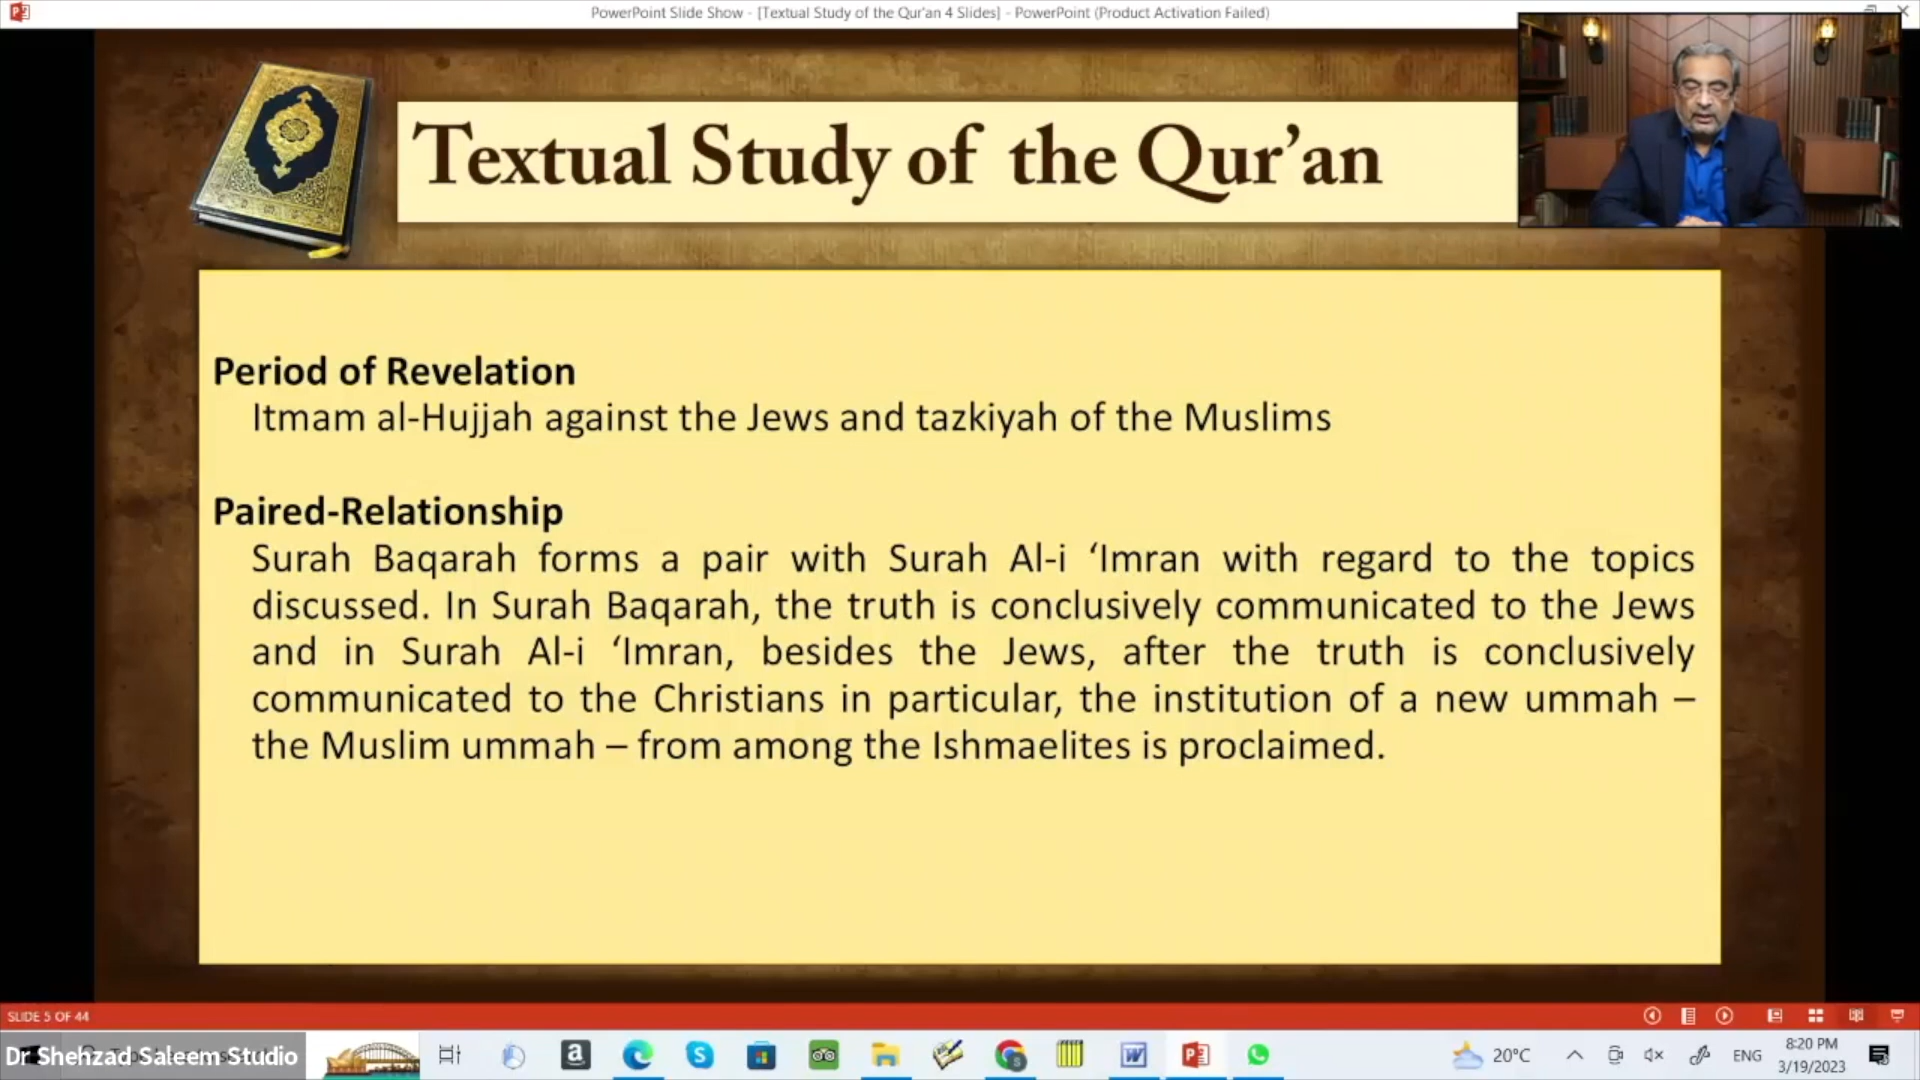 PowerPoint Slide Show - [Textual Study of the Qur'an 4 Slides] - PowerPoint (Product Activation Failed)
Textual Study of the Qur’an
Period of Revelation
Itmam al-Hujjah against the Jews and tazkiyah of the Muslims
Paired-Relationship
Surah Baqarah forms a pair with Surah Al-i ‘Imran with regard to the topics
discussed. In Surah Baqarah, the truth is conclusively communicated to the Jews
and in Surah Al-i ‘Imran, besides the Jews, after the truth is conclusively
communicated to the Christians in particular, the institution of a new ummah –
the Muslim ummah – from among the Ishmaelites is proclaimed.
SLIDE 5 OF 44
Dr Shehzad Saleem Studio
20°C
ENG
8:20 PM
3/19/2023